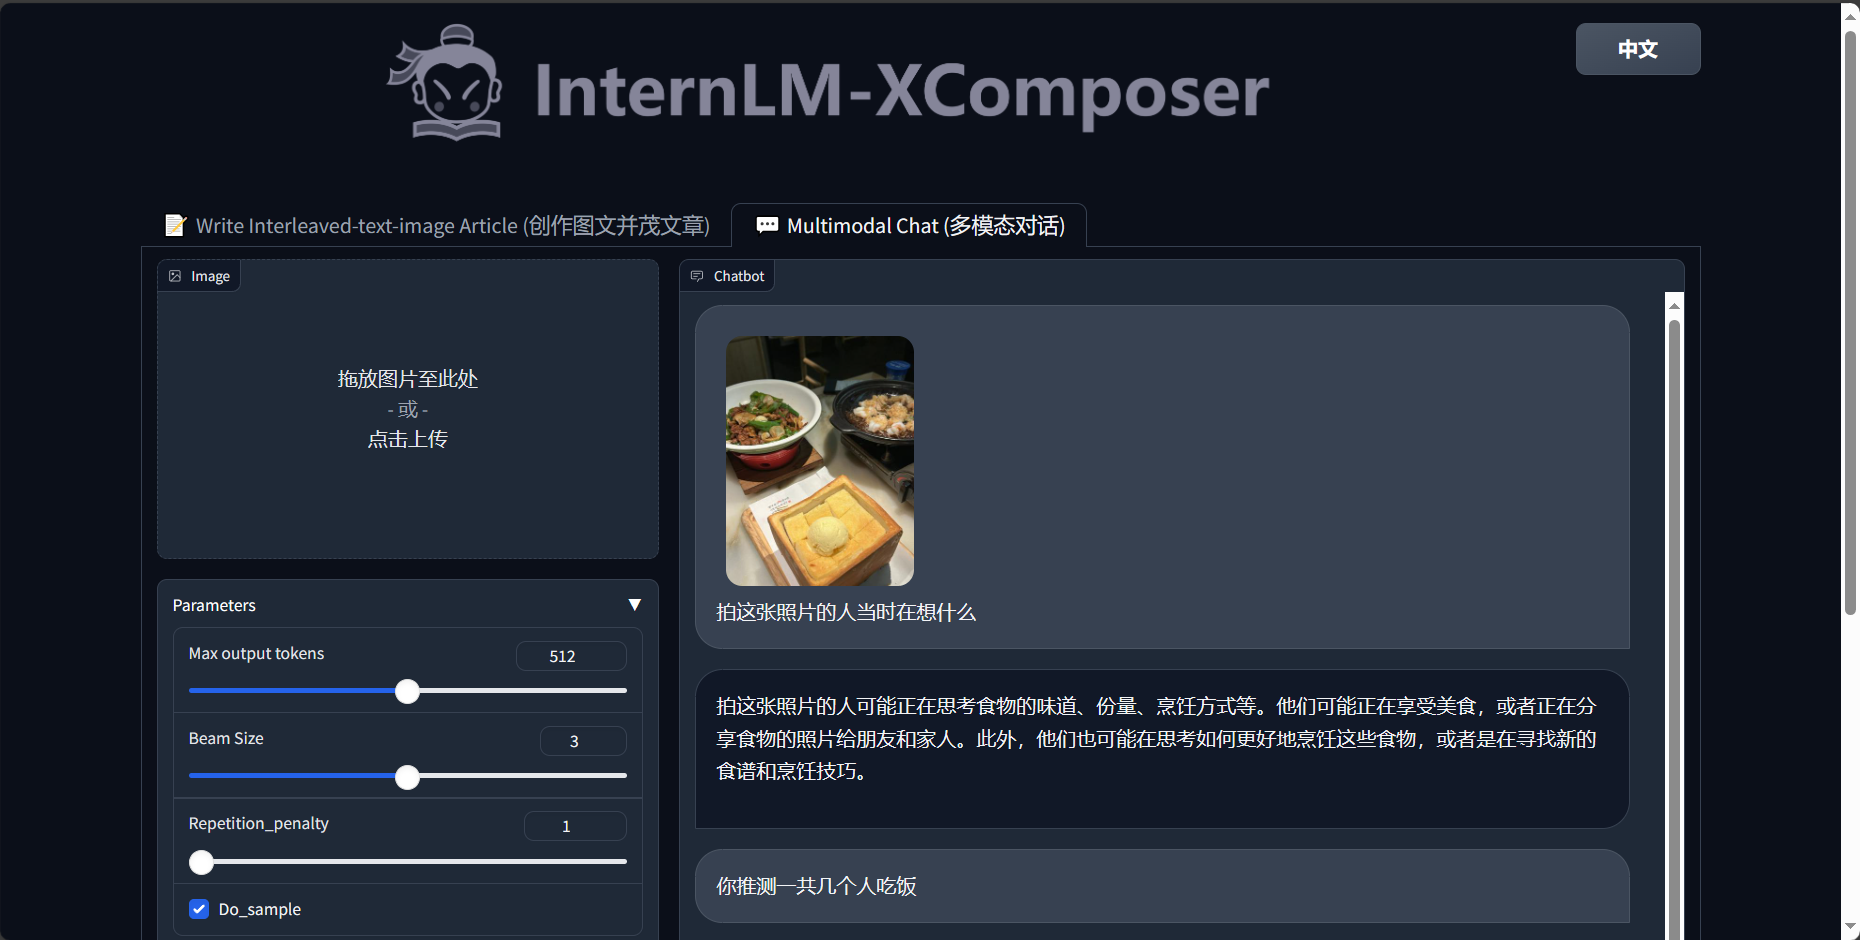 InternLM-XComposer
中文
Write Interleaved-text-image Article (创作图文并茂文章)
Multimodal Chat (多模态对话)
Image
拖放图片至此处
- 或 -
点击上传
Parameters
Max output tokens
512
Beam Size
3
Repetition_penalty
1
Do_sample
Chatbot
拍这张照片的人当时在想什么
拍这张照片的人可能正在思考食物的味道、份量、烹饪方式等。他们可能正在享受美食，或者正在分
享食物的照片给朋友和家人。此外，他们也可能在思考如何更好地烹饪这些食物，或者是在寻找新的
食谱和烹饪技巧。
你推测一共几个人吃饭